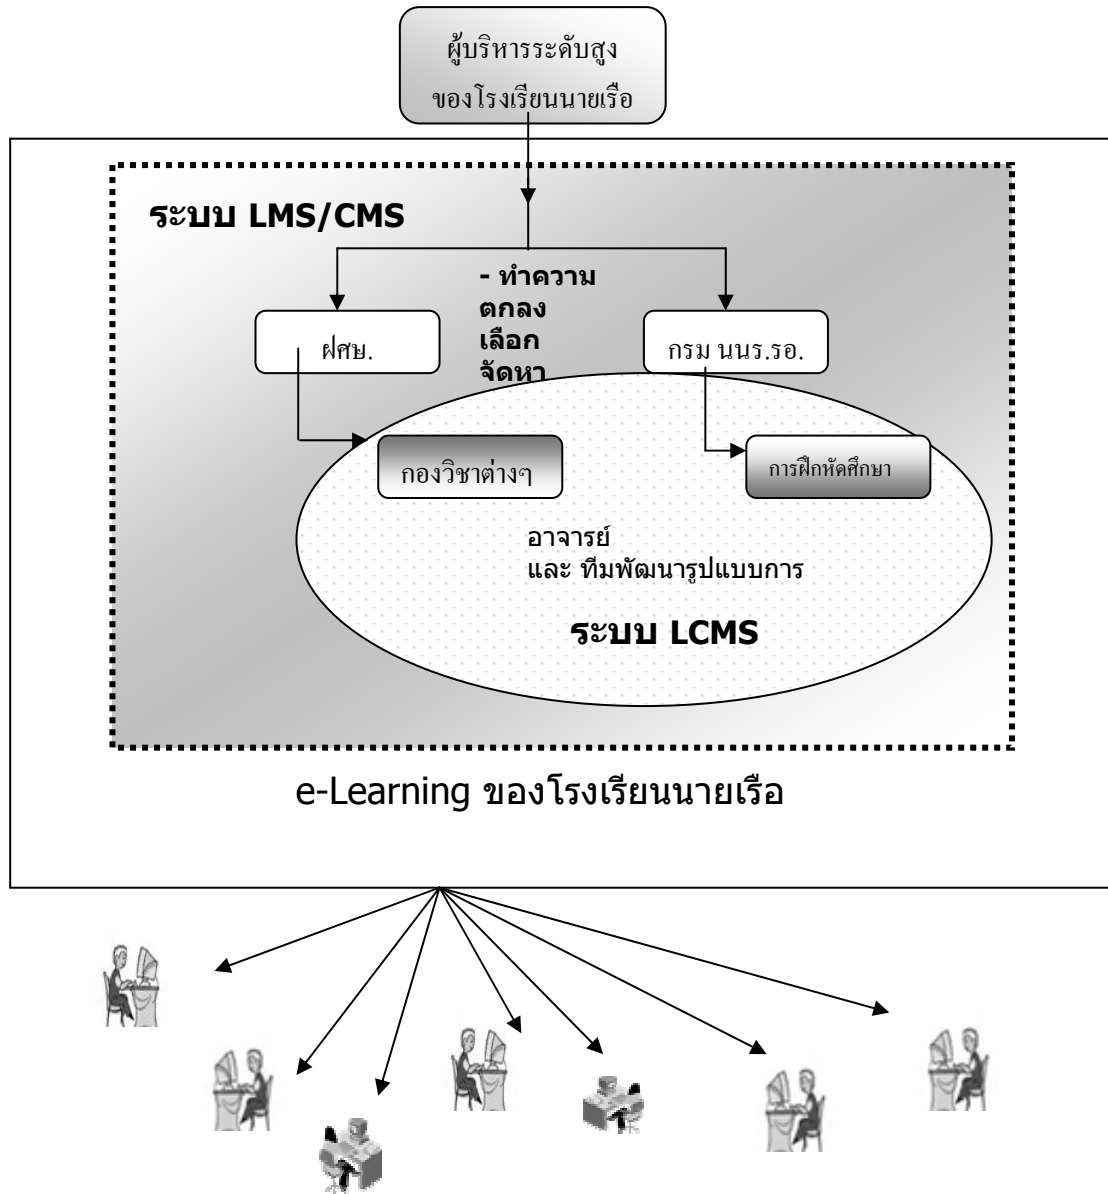 ผู้บริหารระดับสูง
ของโรงเรียนนายเรือ
ระบบ LMS/CMS
- ทำความ
ตกลง
เลือก
จัดหา
ฝศษ.
กรม นนร.รอ.
กองวิชาต่างๆ
การฝึกหัดศึกษา
อาจารย์
และ ทีมพัฒนารูปแบบการ
ระบบ LCMS
e-Learning ของโรงเรียนนายเรือ